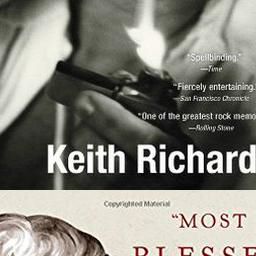 “Spellbinding.”
—Time
“Fiercely entertaining.
—San Francisco Chronicle
“One of the greatest rock memo
—Rolling Stone
Keith Richard
Copyrighted Material
“MOST
BLESSE